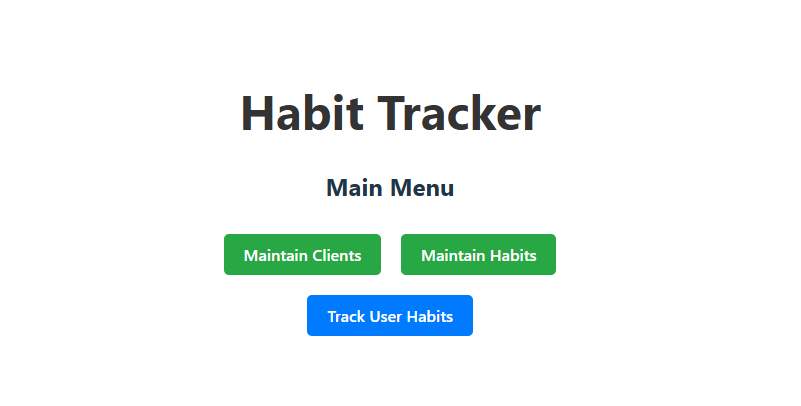 Habit Tracker
Main Menu
Maintain Clients Maintain Habits
Track User Habits